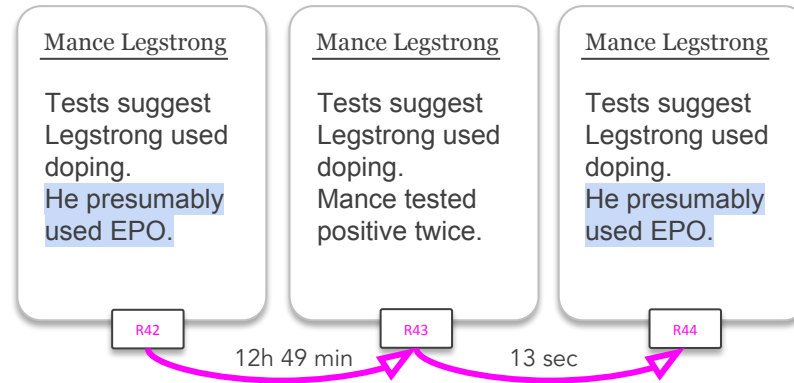 Mance Legstrong
Tests suggest
Legstrong used
doping.
He presumably
used EPO.
R42
Mance Legstrong
Tests suggest
Legstrong used
doping.
Mance tested
positive twice.
R43
Mance Legstrong
Tests suggest
Legstrong used
doping.
He presumably
used EPO.
R44
12h 49 min
13 sec